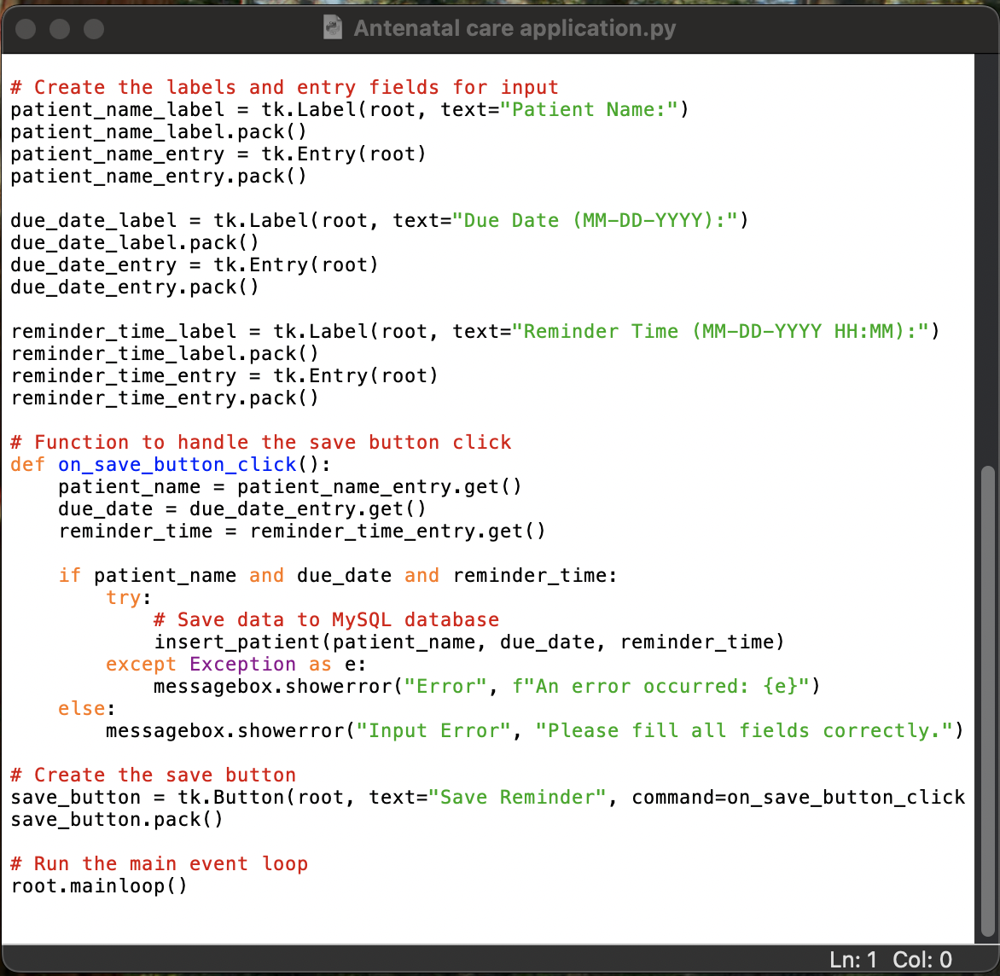 Antenatal care application.py
# Create the labels and entry fields for input
patient_name_label = tk.Label(root, text="Patient Name:")
patient_name_label.pack()
patient_name_entry = tk.Entry(root)
patient_name_entry.pack()

due_date_label = tk.Label(root, text="Due Date (MM-DD-YYYY):")
due_date_label.pack()
due_date_entry = tk.Entry(root)
due_date_entry.pack()

reminder_time_label = tk.Label(root, text="Reminder Time (MM-DD-YYYY HH:MM):")
reminder_time_label.pack()
reminder_time_entry = tk.Entry(root)
reminder_time_entry.pack()

# Function to handle the save button click
def on_save_button_click():
    patient_name = patient_name_entry.get()
    due_date = due_date_entry.get()
    reminder_time = reminder_time_entry.get()

    if patient_name and due_date and reminder_time:
        try:
            # Save data to MySQL database
            insert_patient(patient_name, due_date, reminder_time)
        except Exception as e:
            messagebox.showerror("Error", f"An error occurred: {e}")
    else:
        messagebox.showerror("Input Error", "Please fill all fields correctly.")

# Create the save button
save_button = tk.Button(root, text="Save Reminder", command=on_save_button_click
save_button.pack()

# Run the main event loop
root.mainloop()
Ln: 1 Col: 0